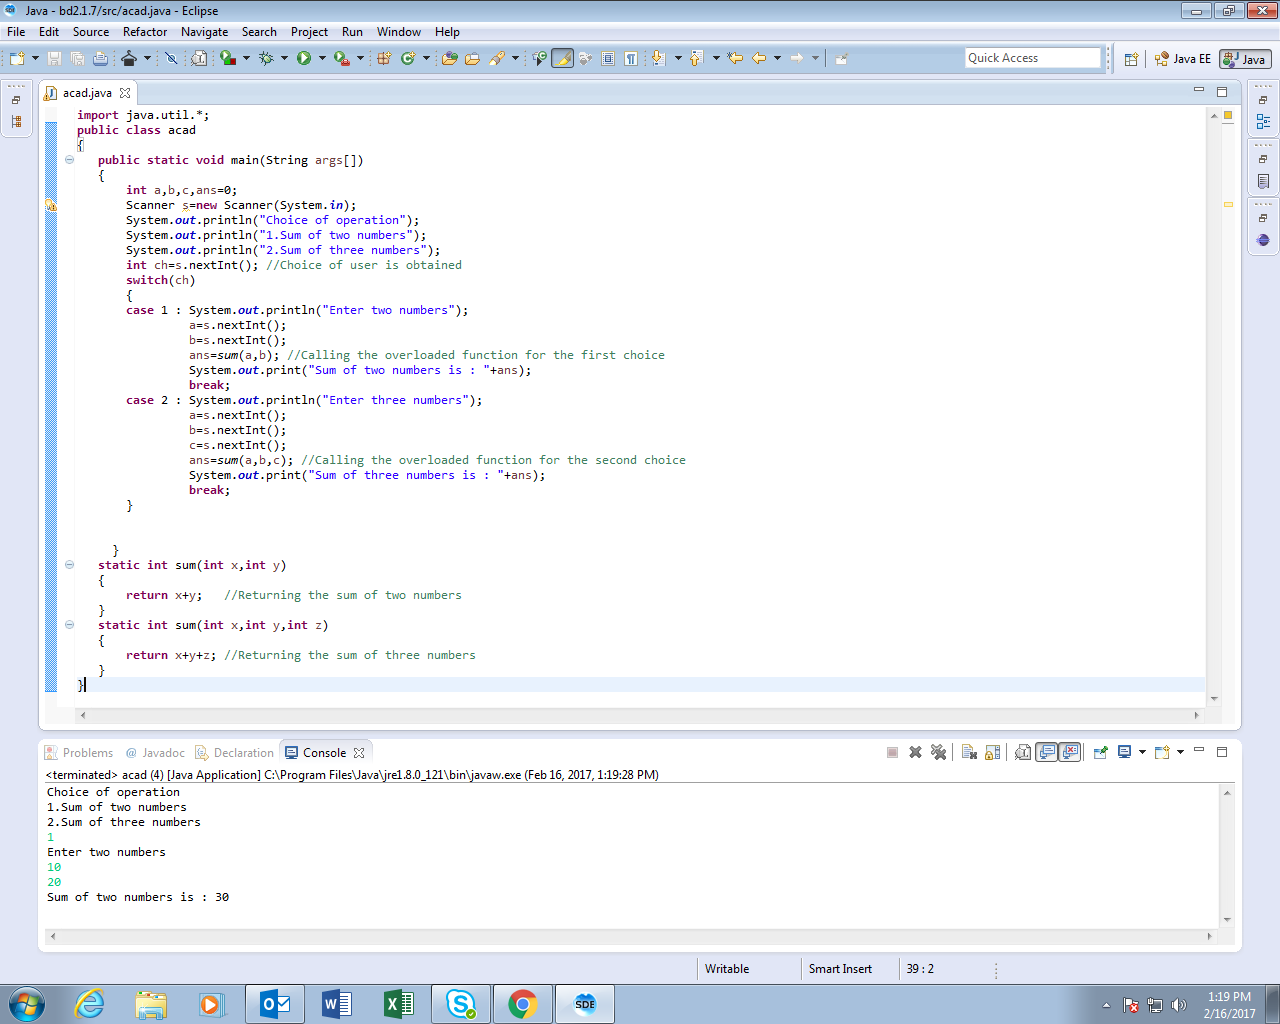 Java - bd2.1.7/src/acad.java - Eclipse
File Edit Source Refactor Navigate Search Project Run Window Help
Quick Access
Java EE
Java
acad.java
import java.util.*;
public class acad
{
public static void main(String args[])
{
int a,b,c,ans=0;
Scanner s=new Scanner(System.in);
System.out.println("Choice of operation");
System.out.println("1.Sum of two numbers");
System.out.println("2.Sum of three numbers");
int ch=s.nextInt(); //Choice of user is obtained
switch(ch)
{
case 1 : System.out.println("Enter two numbers");
a=s.nextInt();
b=s.nextInt();
ans=sum(a,b); //Calling the overloaded function for the first choice
System.out.print("Sum of two numbers is : "+ans);
break;
case 2 : System.out.println("Enter three numbers");
a=s.nextInt();
b=s.nextInt();
c=s.nextInt();
ans=sum(a,b,c); //Calling the overloaded function for the second choice
System.out.print("Sum of three numbers is : "+ans);
break;
}
}
static int sum(int x,int y)
{
return x+y; //Returning the sum of two numbers
}
static int sum(int x,int y,int z)
{
return x+y+z; //Returning the sum of three numbers
}
}
Problems @ Javadoc Declaration Console
<terminated> acad (4) [Java Application] C:\Program Files\Java\jre1.8.0_121\bin\javaw.exe (Feb 16, 2017, 1:19:28 PM)
Choice of operation
1.Sum of two numbers
2.Sum of three numbers
1
Enter two numbers
10
20
Sum of two numbers is : 30
Writable Smart Insert 39 : 2
SDE
1:19 PM
2/16/2017